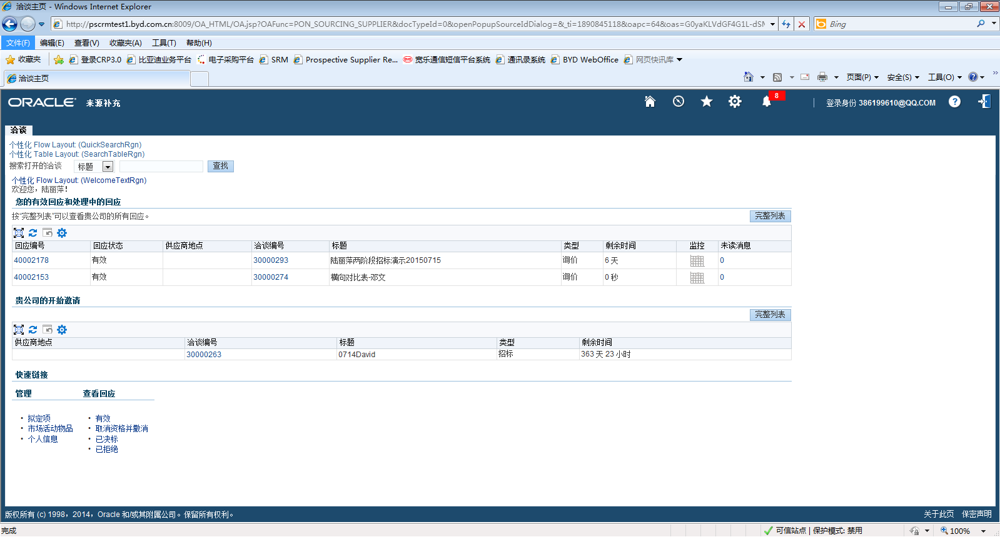 洽谈主页 - Windows Internet Explorer
http://pscrmtest1.byd.com.cn:8009/OA_HTML/OA.jsp?OAFunc=PON_SOURCING_SUPPLIER&docTypeId=0&openPopupSourceIdDialog=&_ti=1890845118&oapc=64&oas=G0yaKLVdGF4G1L-dSM Bing
文件(F) 编辑(E) 查看(V) 收藏夹(A) 工具(T) 帮助(H)
收藏夹 登录CRP3.0 比亚迪业务平台 电子采购平台 SRM Prospective Supplier Re... 宽乐通信短信平台系统 通讯录系统 BYD WebOffice 网页快讯库
洽谈主页 页面(P) 安全(S) 工具(O) »
ORACLE 来源补充 8 登录身份 386199610@QQ.COM
洽谈
个性化 Flow Layout: (QuickSearchRgn)
个性化 Table Layout: (SearchTableRgn)
搜索打开的洽谈 标题 查找
个性化 Flow Layout: (WelcomeTextRgn)
欢迎您，陆丽萍！
您的有效回应和处理中的回应
按“完整列表”可以查看贵公司的所有回应。 完整列表
回应编号 回应状态 供应商地点 洽谈编号 标题 类型 剩余时间 监控 未读消息
40002178 有效 30000293 陆丽萍两阶段招标演示20150715 询价 6 天 0
40002153 有效 30000274 横向对比表-邓文 询价 0 秒 0
贵公司的开始邀请
完整列表
供应商地点 洽谈编号 标题 类型 剩余时间
30000263 0714David 招标 363 天 23 小时
快速链接
管理 查看回应
• 拟定项 • 有效
• 市场活动物品 • 取消资格并撤消
• 个人信息 • 已决标
• 已拒绝
版权所有 (c) 1998，2014，Oracle 和/或其附属公司。保留所有权利。 关于此页 保密声明
完成 可信站点 | 保护模式: 禁用 100%